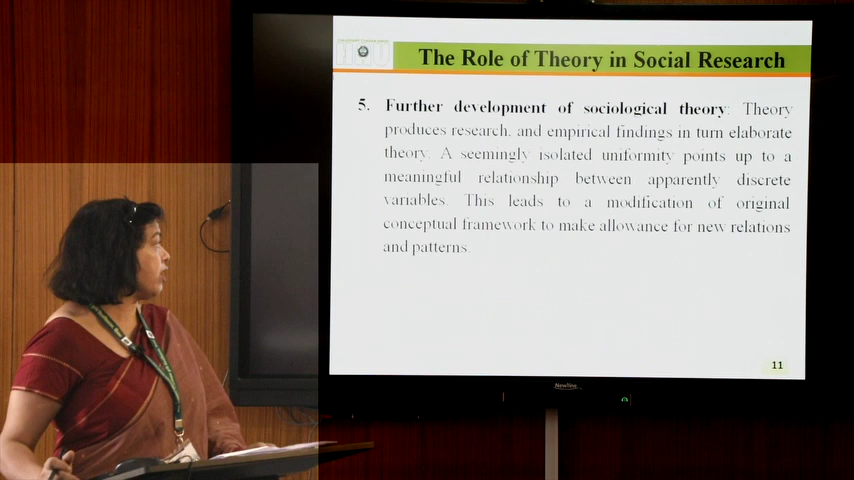 The Role of Theory in Social Research
5. Further development of sociological theory: Theory
produces research, and empirical findings in turn elaborate
theory. A seemingly isolated uniformity points up to a
meaningful relationship between apparently discrete
variables. This leads to a modification of original
conceptual framework to make allowance for new relations
and patterns.
11
Newline